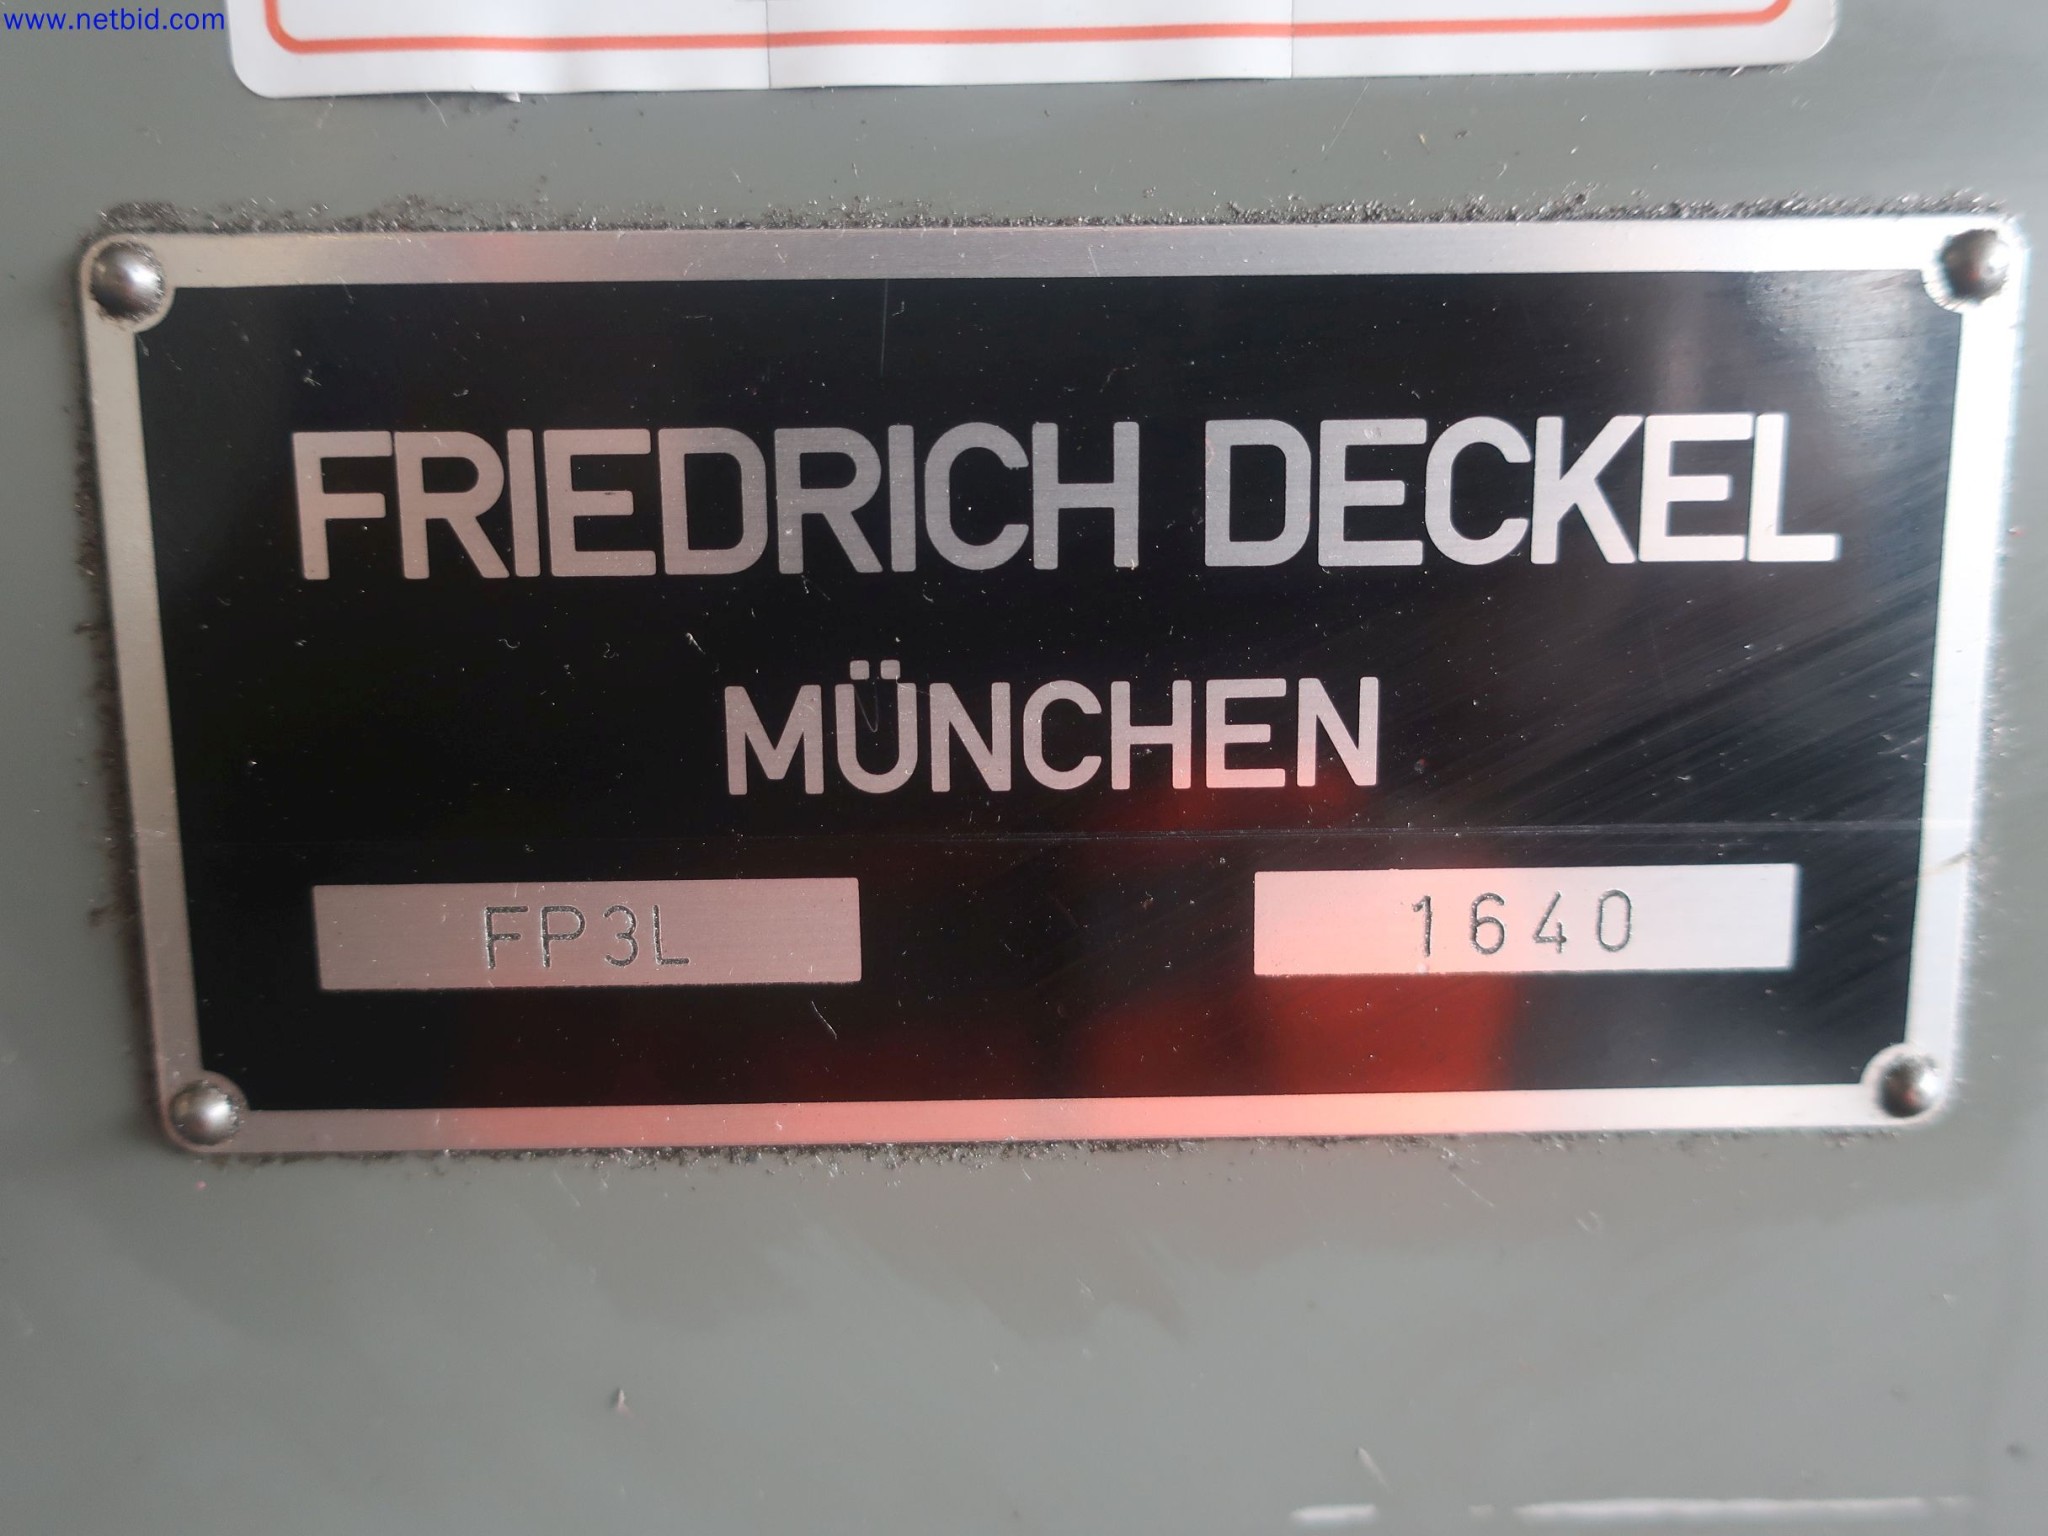 www.netbid.com
FRIEDRICH DECKEL
MÜNCHEN
FP3L 1640